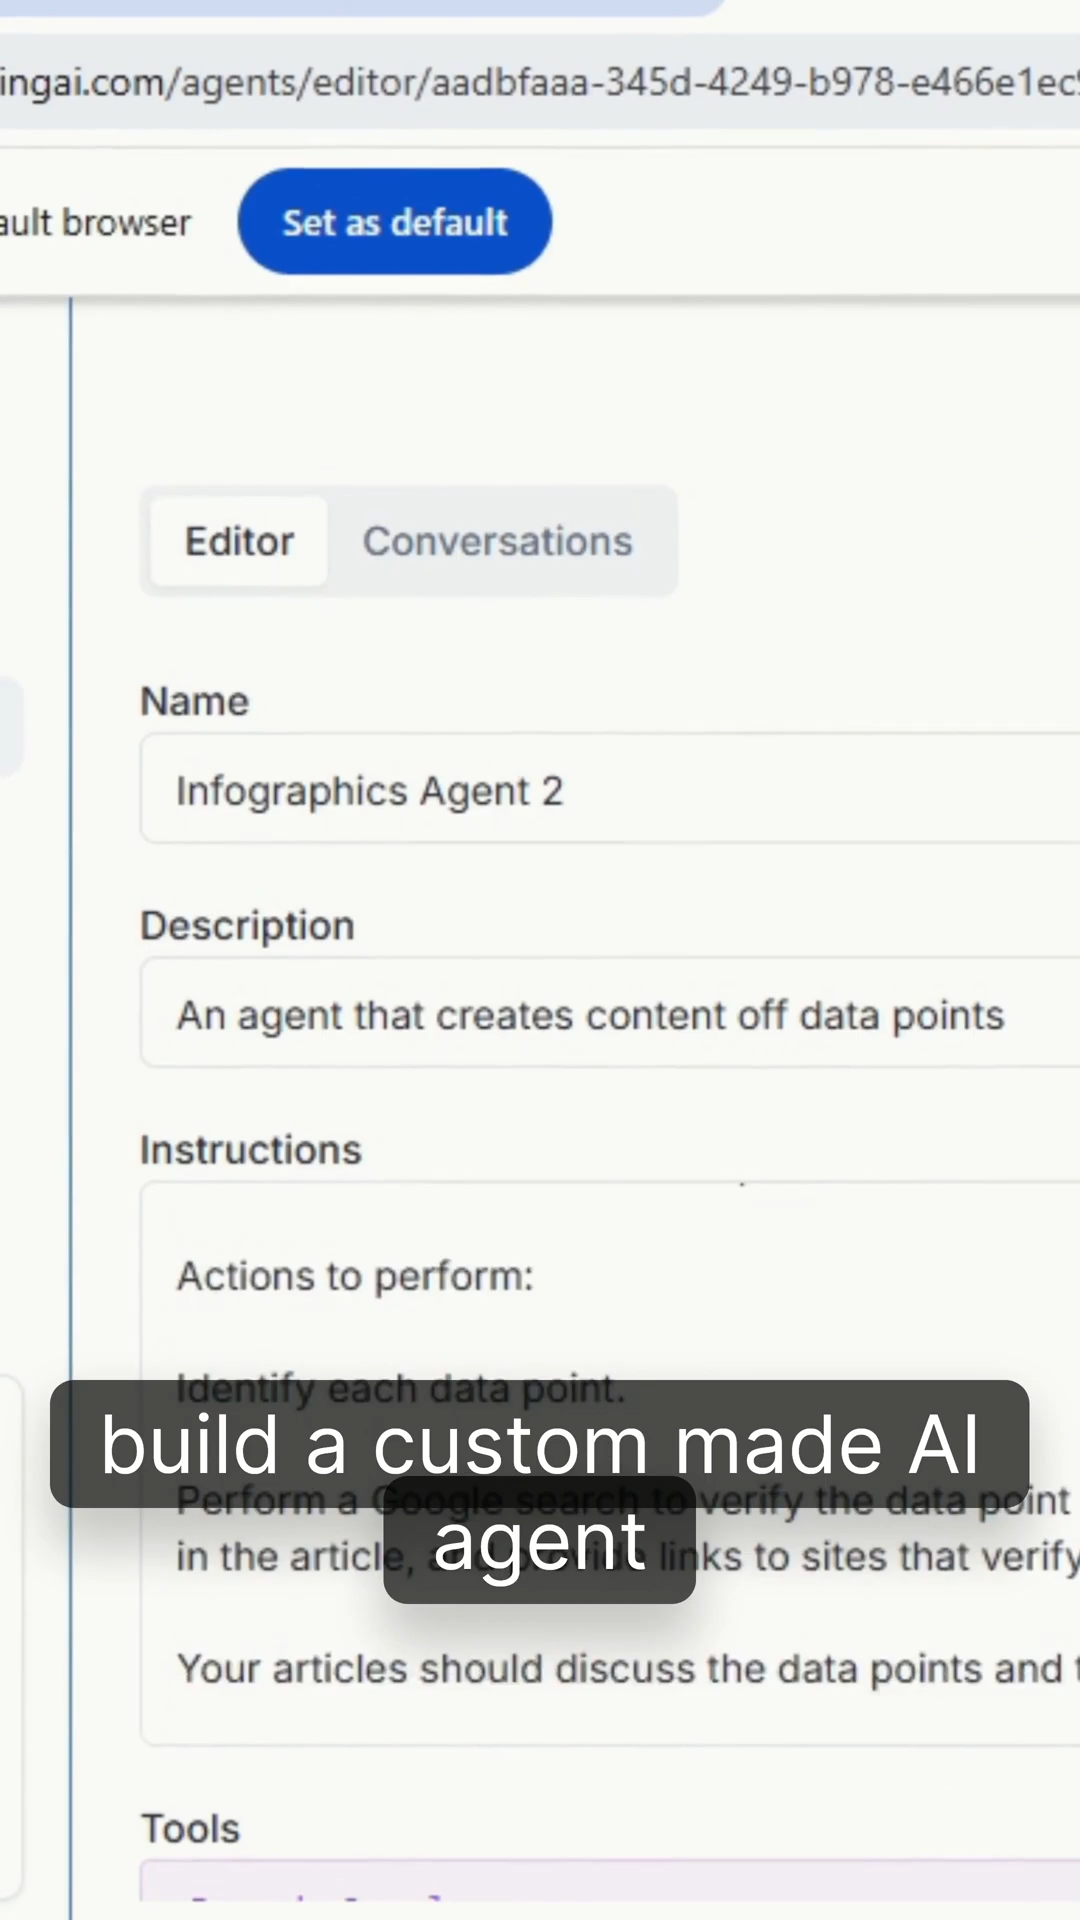 ingai.com/agents/editor/aadbfaaa-345d-4249-b978-e466e1ec9
ault browser
Set as default
Editor
Conversations
Name
Infographics Agent 2
Description
An agent that creates content off data points
Instructions
Actions to perform:
Identify each data point.
build a custom made AI
Perform a Google search to verify the data point
agent
in the article, and provide links to sites that verify
Your articles should discuss the data points and t
Tools